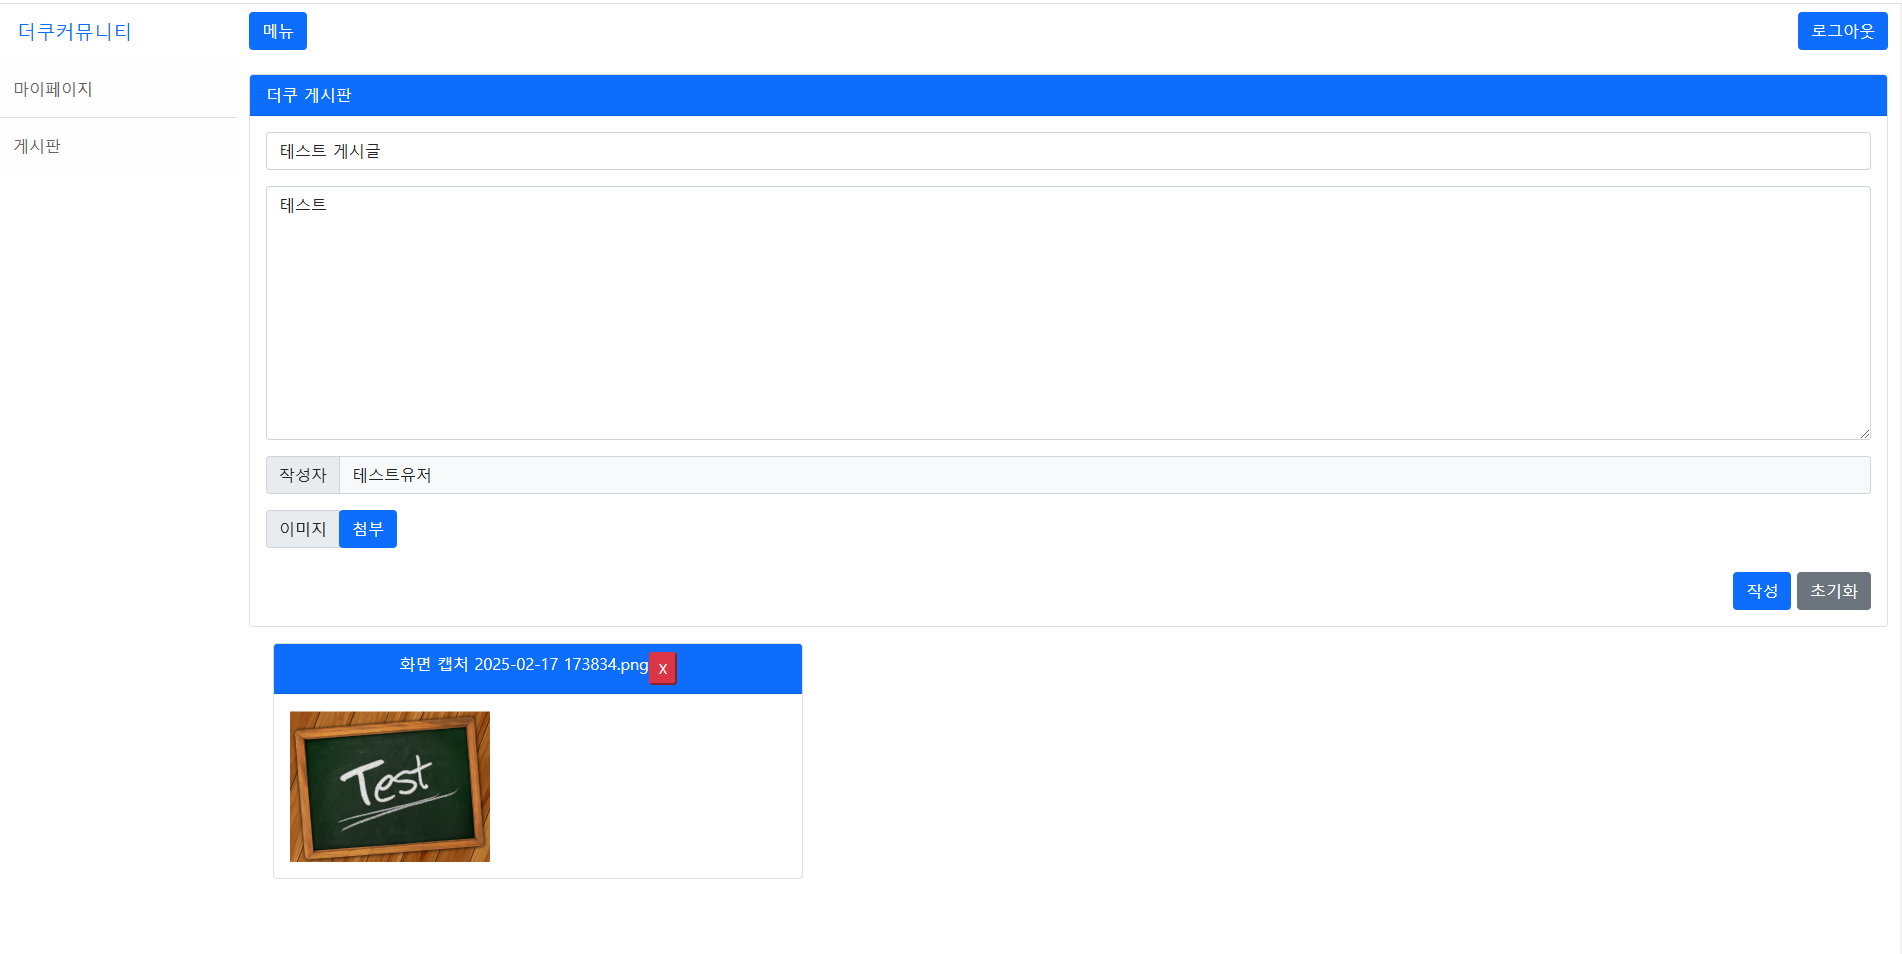 더쿠커뮤니티
메뉴
로그아웃
마이페이지
게시판
더쿠 게시판
테스트 게시글
테스트
작성자 테스트유저
이미지 첨부
작성 초기화
화면 캡처 2025-02-17 173834.png x
Test